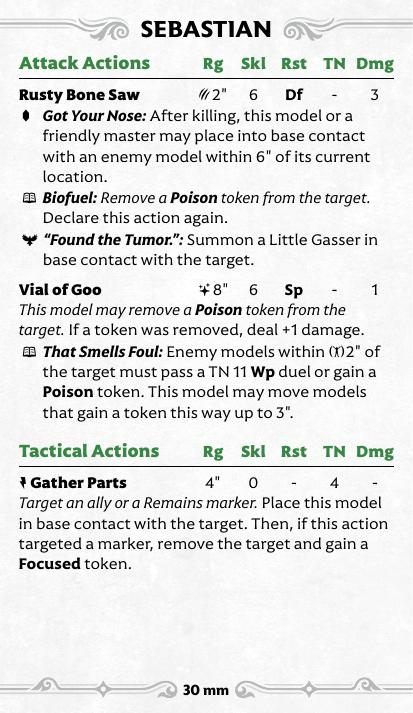 SEBASTIAN
Attack Actions Rg Skl Rst TN Dmg
Rusty Bone Saw 2" 6 Df - 3
Got Your Nose: After killing, this model or a
friendly master may place into base contact
with an enemy model within 6" of its current
location.
Biofuel: Remove a Poison token from the target.
Declare this action again.
“Found the Tumor.”: Summon a Little Gasser in
base contact with the target.
Vial of Goo 8" 6 Sp - 1
This model may remove a Poison token from the
target. If a token was removed, deal +1 damage.
That Smells Foul: Enemy models within 2" of
the target must pass a TN 11 Wp duel or gain a
Poison token. This model may move models
that gain a token this way up to 3".
Tactical Actions Rg Skl Rst TN Dmg
Gather Parts 4" 0 - 4 -
Target an ally or a Remains marker. Place this model
in base contact with the target. Then, if this action
targeted a marker, remove the target and gain a
Focused token.
30 mm